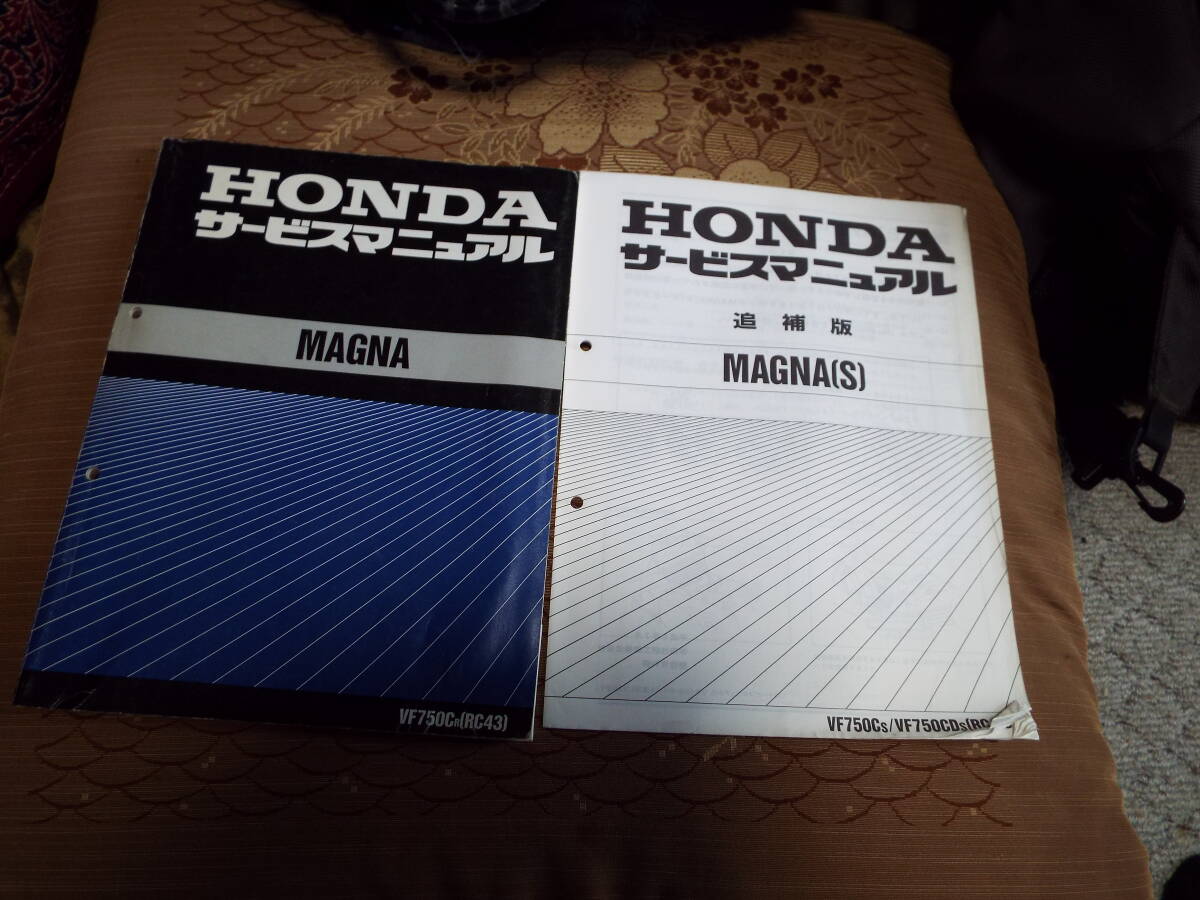 HONDA
サービスマニュアル
MAGNA
VF750CR(RC43)
HONDA
サービスマニュアル
追補版
MAGNA(S)
VF750CS/VF750CDS(RC